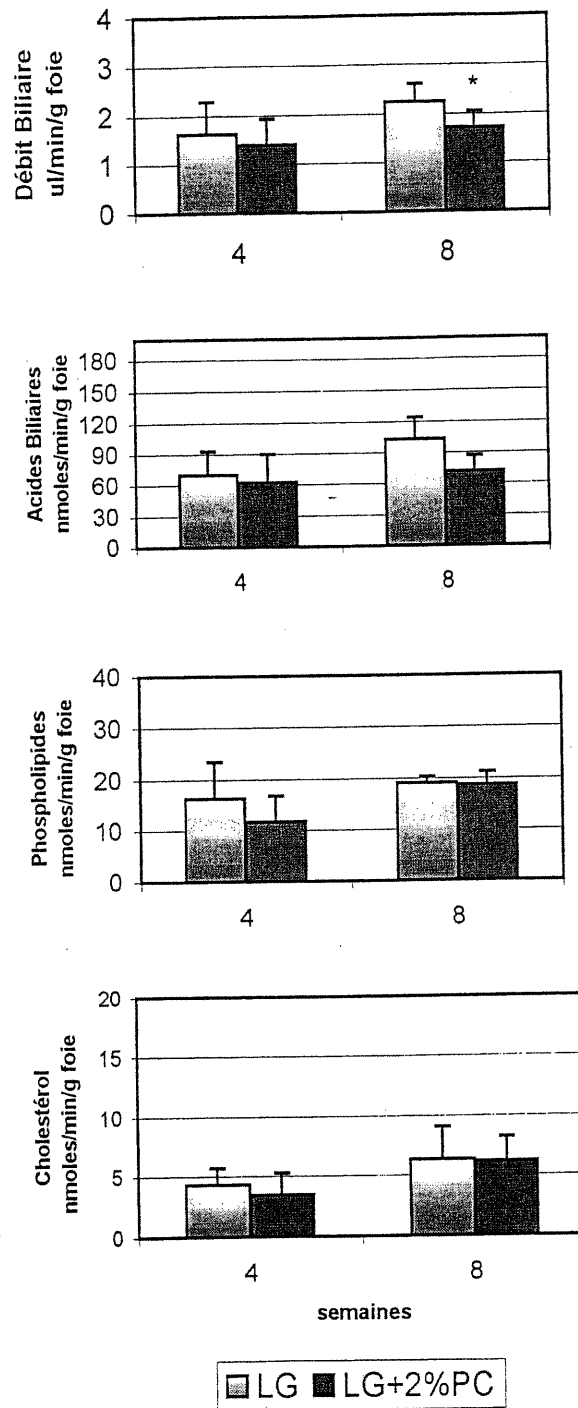 Débit Biliaire
ul/min/g foie
4
3
2
1
0
*
4
8
Acides Biliaires
nmoles/min/g foie
180
150
120
90
60
30
0
4
8
Phospholipides
nmoles/min/g foie
40
30
20
10
0
4
8
Cholestérol
nmoles/min/g foie
20
15
10
5
0
4
8
semaines
LG
LG+2%PC